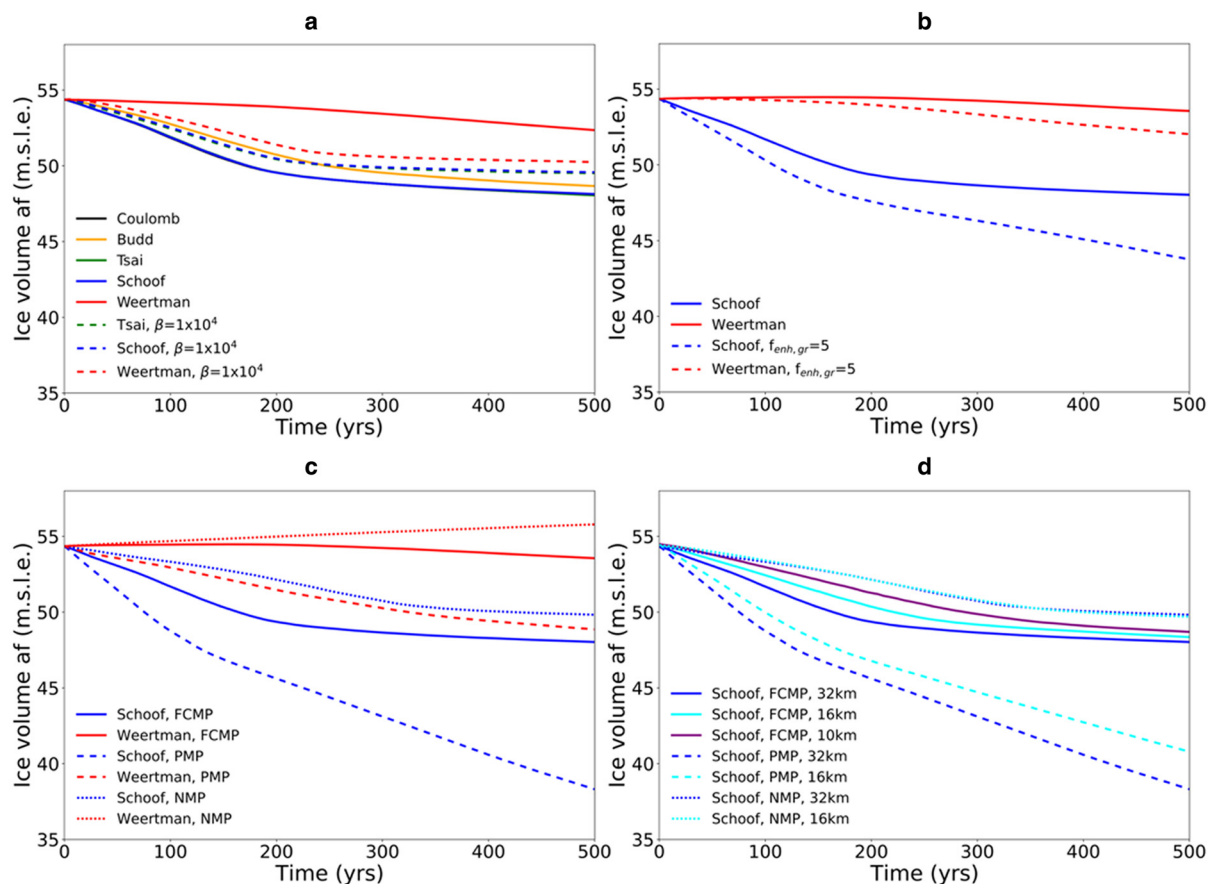 a
Ice volume af (m.s.l.e.)
55
50
45
40
35
Coulomb
Budd
Tsai
Schoof
Weertman
Tsai, β=1x10⁴
Schoof, β=1x10⁴
Weertman, β=1x10⁴
0 100 200 300 400 500
Time (yrs)
b
Ice volume af (m.s.l.e.)
55
50
45
40
35
Schoof
Weertman
Schoof, fenh,gr=5
Weertman, fenh,gr=5
0 100 200 300 400 500
Time (yrs)
c
Ice volume af (m.s.l.e.)
55
50
45
40
35
Schoof, FCMP
Weertman, FCMP
Schoof, PMP
Weertman, PMP
Schoof, NMP
Weertman, NMP
0 100 200 300 400 500
Time (yrs)
d
Ice volume af (m.s.l.e.)
55
50
45
40
35
Schoof, FCMP, 32km
Schoof, FCMP, 16km
Schoof, FCMP, 10km
Schoof, PMP, 32km
Schoof, PMP, 16km
Schoof, NMP, 32km
Schoof, NMP, 16km
0 100 200 300 400 500
Time (yrs)